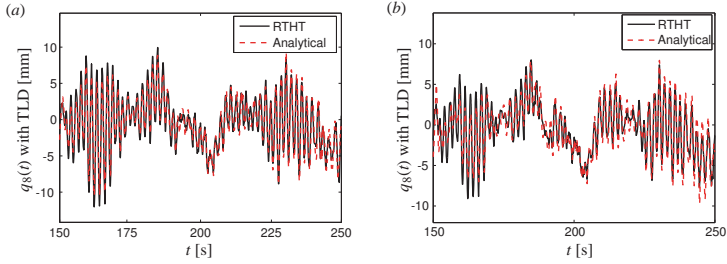 (a)
RTHT
Analytical
q8(t) with TLD [mm]
10
5
0
-5
-10
150
175
200
225
250
t [s]
(b)
RTHT
Analytical
q8(t) with TLD [mm]
10
5
0
-5
-10
150
200
250
t [s]